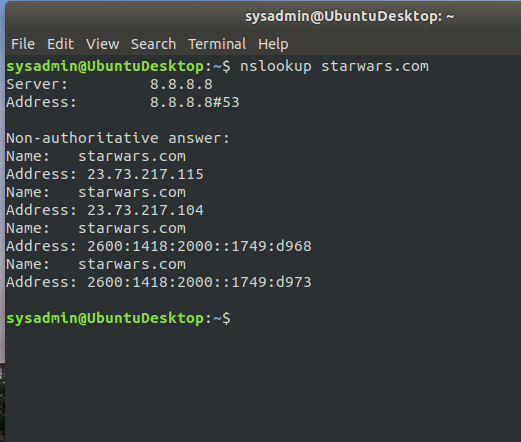 sysadmin@UbuntuDesktop: ~
File Edit View Search Terminal Help
sysadmin@UbuntuDesktop:~$ nslookup starwars.com
Server:         8.8.8.8
Address:        8.8.8.8#53

Non-authoritative answer:
Name:   starwars.com
Address: 23.73.217.115
Name:   starwars.com
Address: 23.73.217.104
Name:   starwars.com
Address: 2600:1418:2000::1749:d968
Name:   starwars.com
Address: 2600:1418:2000::1749:d973

sysadmin@UbuntuDesktop:~$